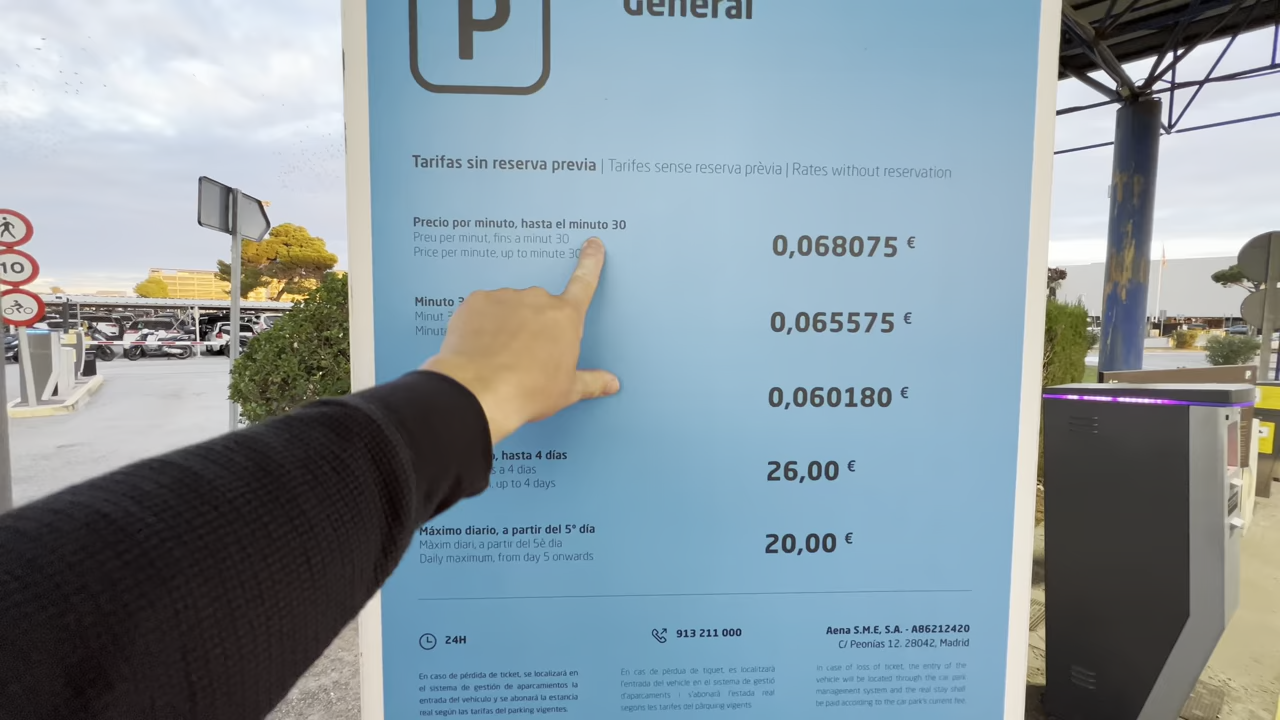 P
General
Tarifas sin reserva previa | Tarifes sense reserva prèvia | Rates without reservation
Precio por minuto, hasta el minuto 30
Preu per minut, fins a minut 30
Price per minute, up to minute 30
0,068075 €
Minuto
Minut
0,065575 €
0,060180 €
, hasta 4 días
a 4 dias
up to 4 days
26,00 €
Máximo diario, a partir del 5º día
Màxim diari, a partir del 5è dia
Daily maximum, from day 5 onwards
20,00 €
24H
913 211 000
Aena S.M.E, S.A. - A86212420
C/ Peonías 12. 28042, Madrid
En caso de pérdida de ticket, se localizará en
el sistema de gestión de aparcamientos la
entrada del vehículo y se abonará la estancia
real según las tarifas del parking vigentes.
En cas de pèrdua de tiquet, es localitzarà
l'entrada del vehicle en el sistema de gestió
d'aparcaments i s'abonarà l'estada real
segons les tarifes del pàrquing vigents
In case of loss of ticket, the entry of the
vehicle will be located through the car park
management system and the real stay shall
be paid according to the car park's current fee.
10